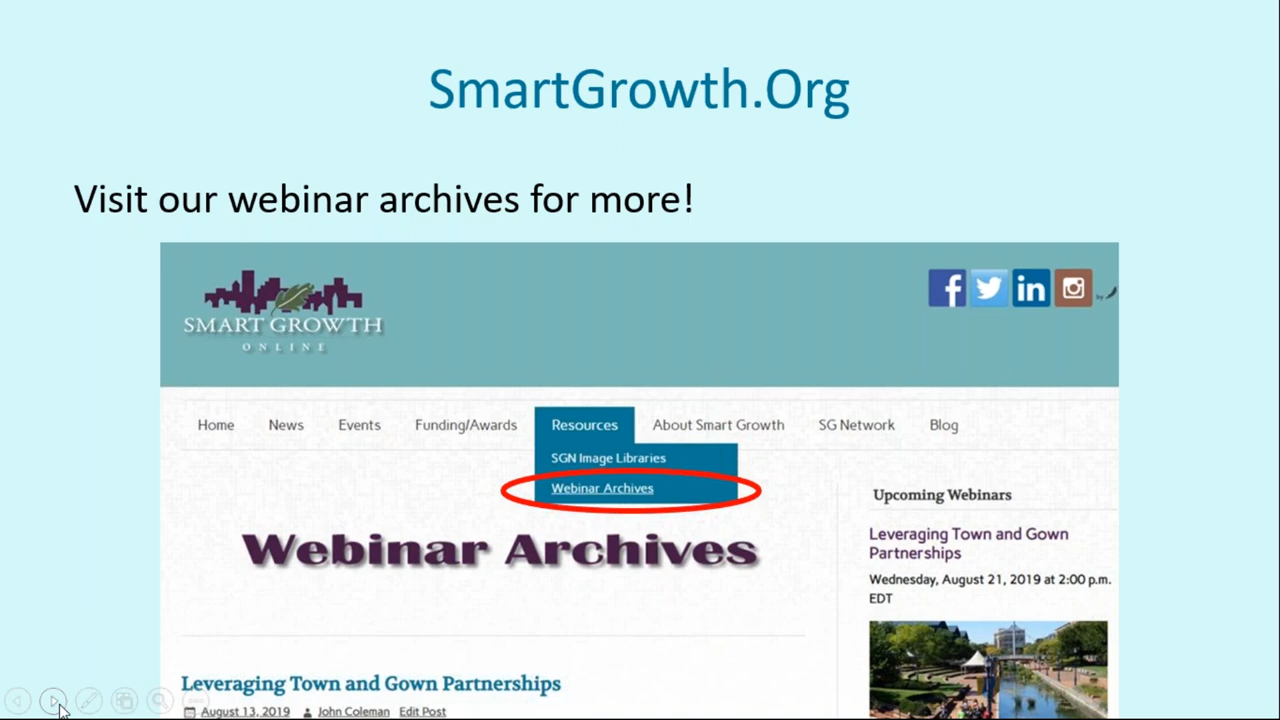 SmartGrowth.Org
Visit our webinar archives for more!
SMART GROWTH
ONLINE
by
Home News Events Funding/Awards Resources About Smart Growth SG Network Blog
SGN Image Libraries
Webinar Archives
Webinar Archives
Upcoming Webinars
Leveraging Town and Gown
Partnerships
Wednesday, August 21, 2019 at 2:00 p.m.
EDT
Leveraging Town and Gown Partnerships
August 13, 2019 John Coleman Edit Post